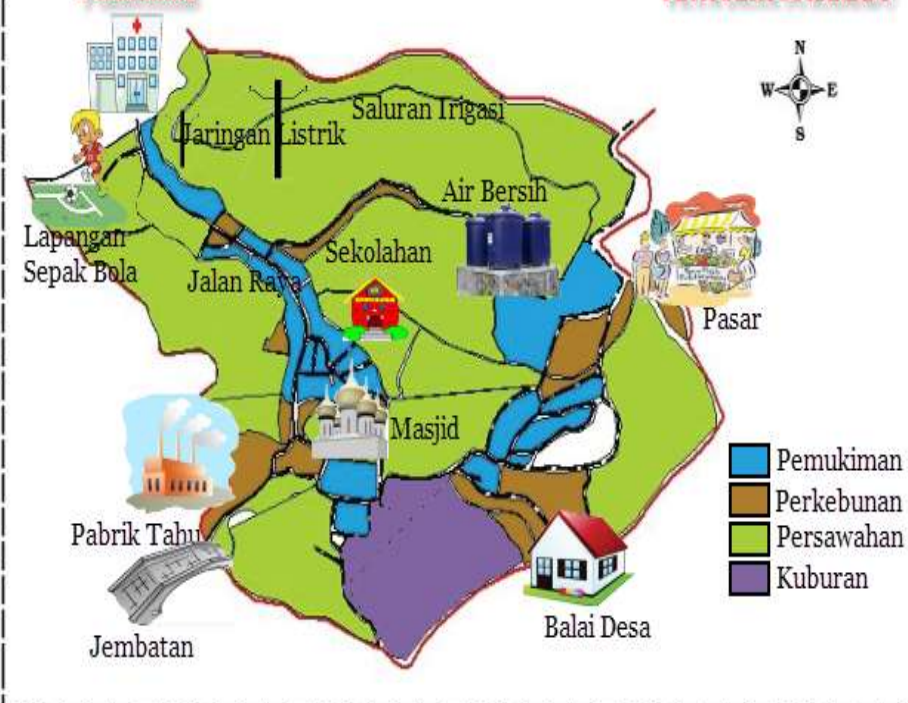 N
W E
S
Saluran Irigasi
Jaringan Listrik
Air Bersih
Lapangan
Sepak Bola
Sekolahan
Jalan Raya
Pasar
Masjid
Pemukiman
Perkebunan
Persawahan
Kuburan
Pabrik Tahu
Jembatan
Balai Desa